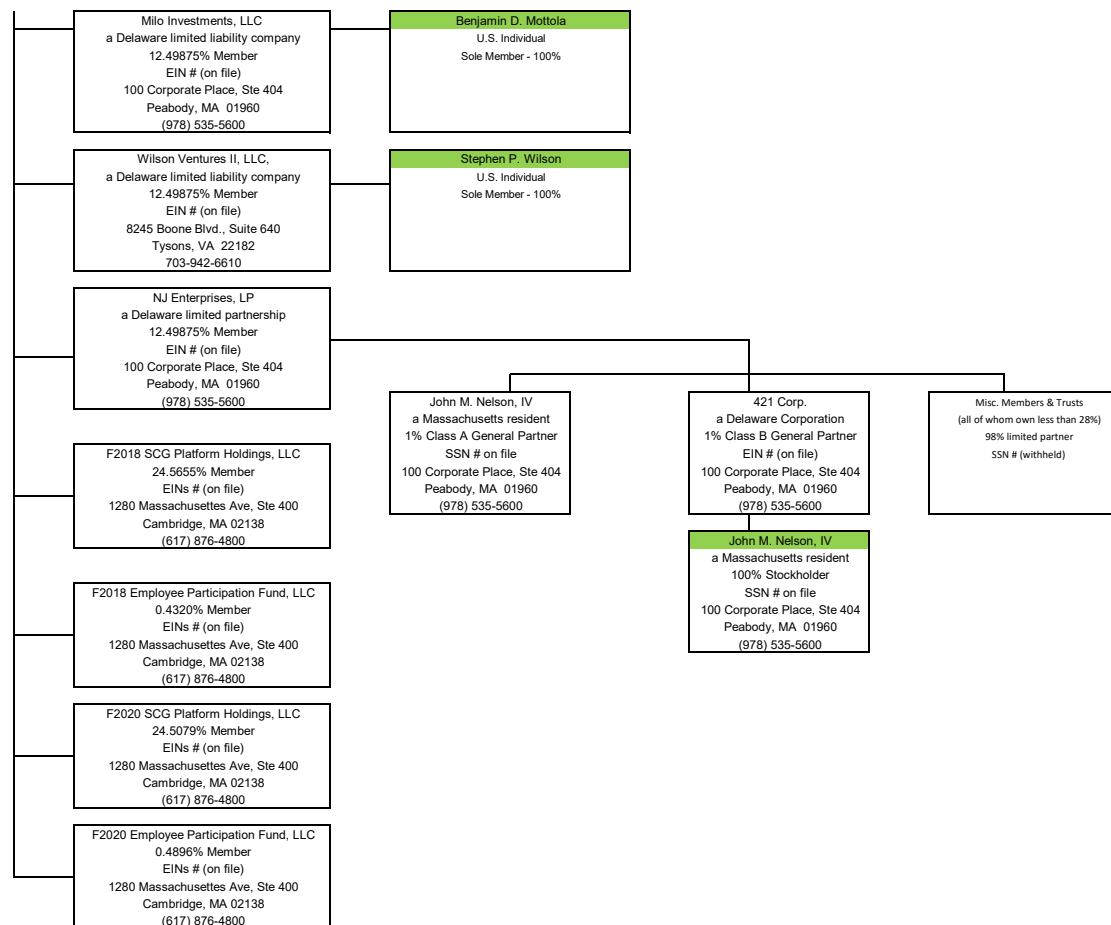 Milo Investments, LLC
a Delaware limited liability company
12.49875% Member
EIN # (on file)
100 Corporate Place, Ste 404
Peabody, MA 01960
(978) 535-5600
Benjamin D. Mottola
U.S. Individual
Sole Member - 100%
Wilson Ventures II, LLC,
a Delaware limited liability company
12.49875% Member
EIN # (on file)
8245 Boone Blvd., Suite 640
Tysons, VA 22182
703-942-6610
Stephen P. Wilson
U.S. Individual
Sole Member - 100%
NJ Enterprises, LP
a Delaware limited partnership
12.49875% Member
EIN # (on file)
100 Corporate Place, Ste 404
Peabody, MA 01960
(978) 535-5600
John M. Nelson, IV
a Massachusetts resident
1% Class A General Partner
SSN # on file
100 Corporate Place, Ste 404
Peabody, MA 01960
(978) 535-5600
421 Corp.
a Delaware Corporation
1% Class B General Partner
EIN # (on file)
100 Corporate Place, Ste 404
Peabody, MA 01960
(978) 535-5600
Misc. Members & Trusts
(all of whom own less than 28%)
98% limited partner
SSN # (withheld)
John M. Nelson, IV
a Massachusetts resident
100% Stockholder
SSN # on file
100 Corporate Place, Ste 404
Peabody, MA 01960
(978) 535-5600
F2018 SCG Platform Holdings, LLC
24.5655% Member
EINs # (on file)
1280 Massachusettes Ave, Ste 400
Cambridge, MA 02138
(617) 876-4800
F2018 Employee Participation Fund, LLC
0.4320% Member
EINs # (on file)
1280 Massachusettes Ave, Ste 400
Cambridge, MA 02138
(617) 876-4800
F2020 SCG Platform Holdings, LLC
24.5079% Member
EINs # (on file)
1280 Massachusettes Ave, Ste 400
Cambridge, MA 02138
(617) 876-4800
F2020 Employee Participation Fund, LLC
0.4896% Member
EINs # (on file)
1280 Massachusettes Ave, Ste 400
Cambridge, MA 02138
(617) 876-4800